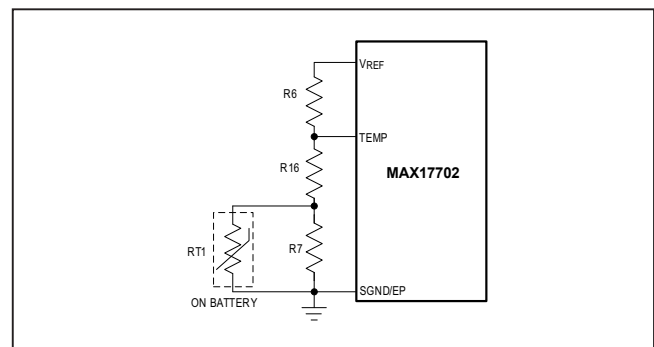 VREF
R6
TEMP
R16
MAX17702
RT1
R7
SGND/EP
ON BATTERY